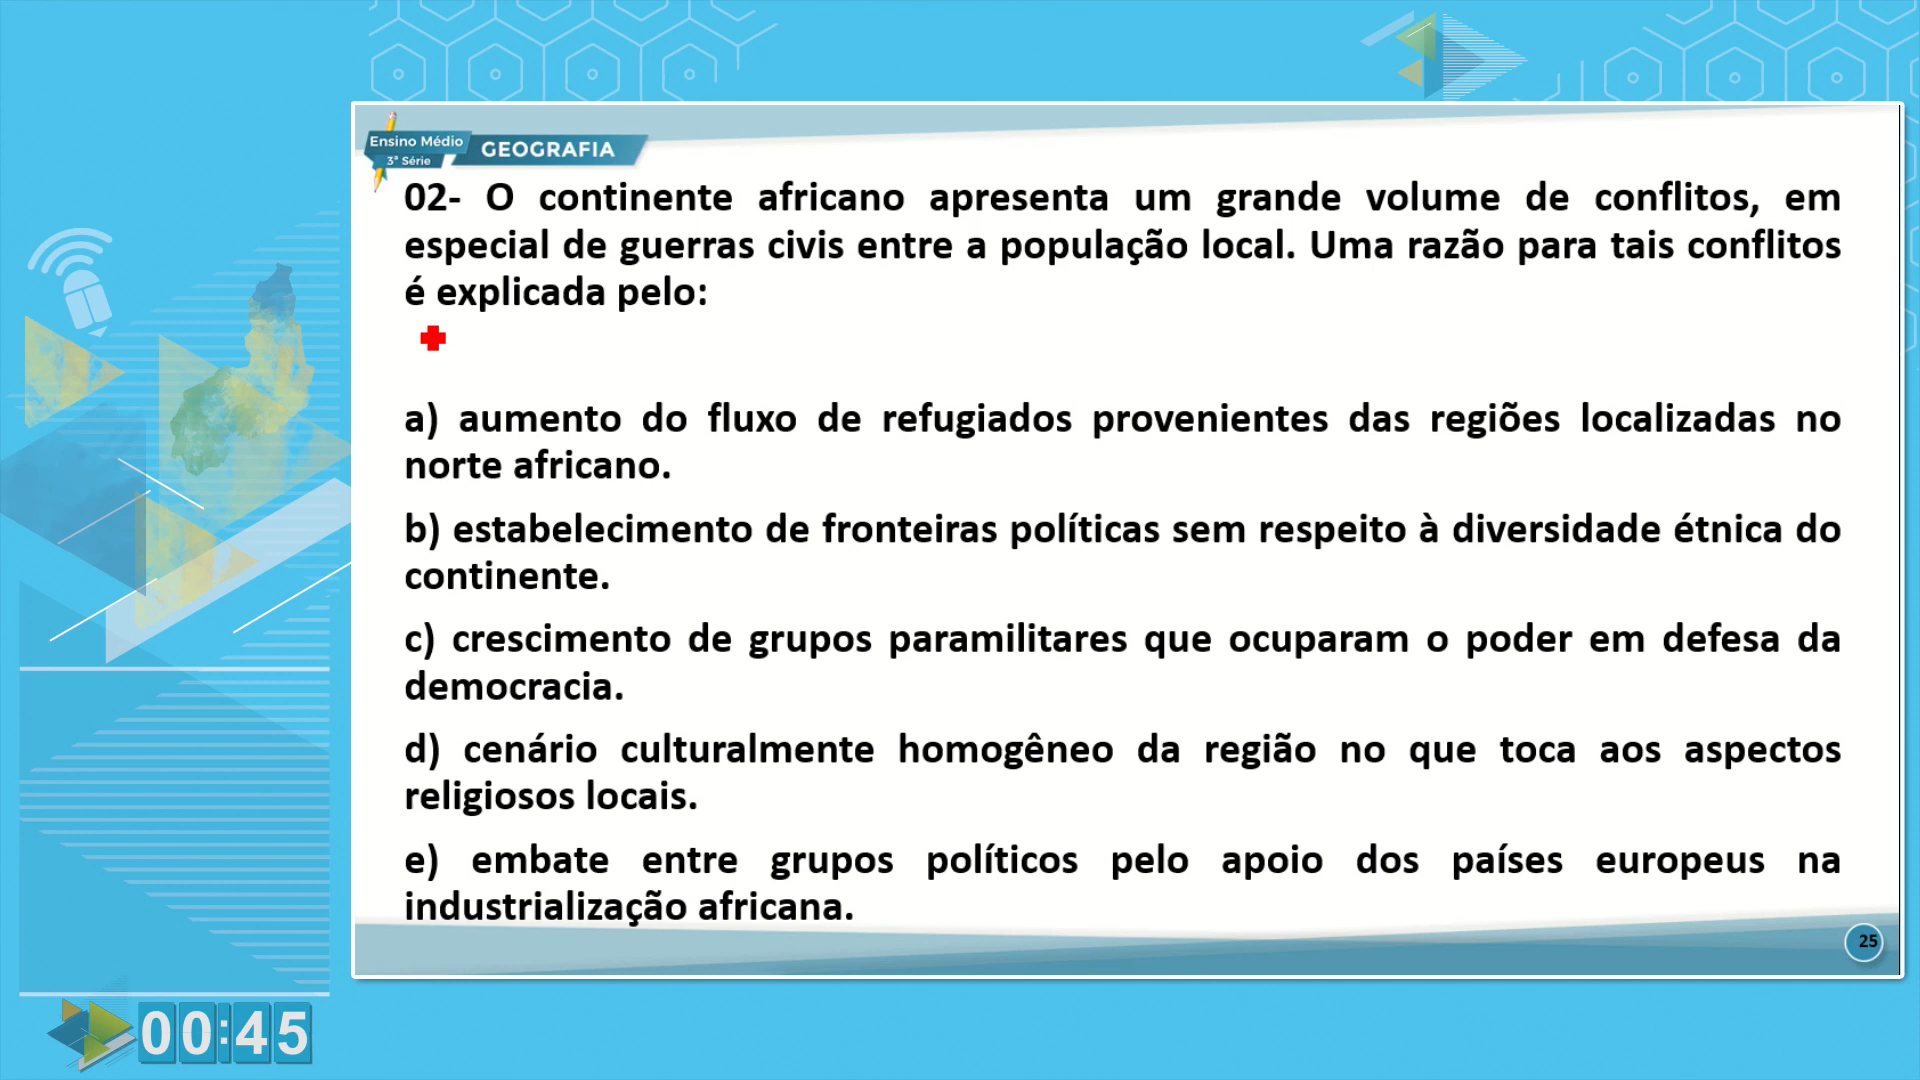 Ensino Médio
3ª Série
GEOGRAFIA
02- O continente africano apresenta um grande volume de conflitos, em
especial de guerras civis entre a população local. Uma razão para tais conflitos
é explicada pelo:
a) aumento do fluxo de refugiados provenientes das regiões localizadas no
norte africano.
b) estabelecimento de fronteiras políticas sem respeito à diversidade étnica do
continente.
c) crescimento de grupos paramilitares que ocuparam o poder em defesa da
democracia.
d) cenário culturalmente homogêneo da região no que toca aos aspectos
religiosos locais.
e) embate entre grupos políticos pelo apoio dos países europeus na
industrialização africana.
25
00:45